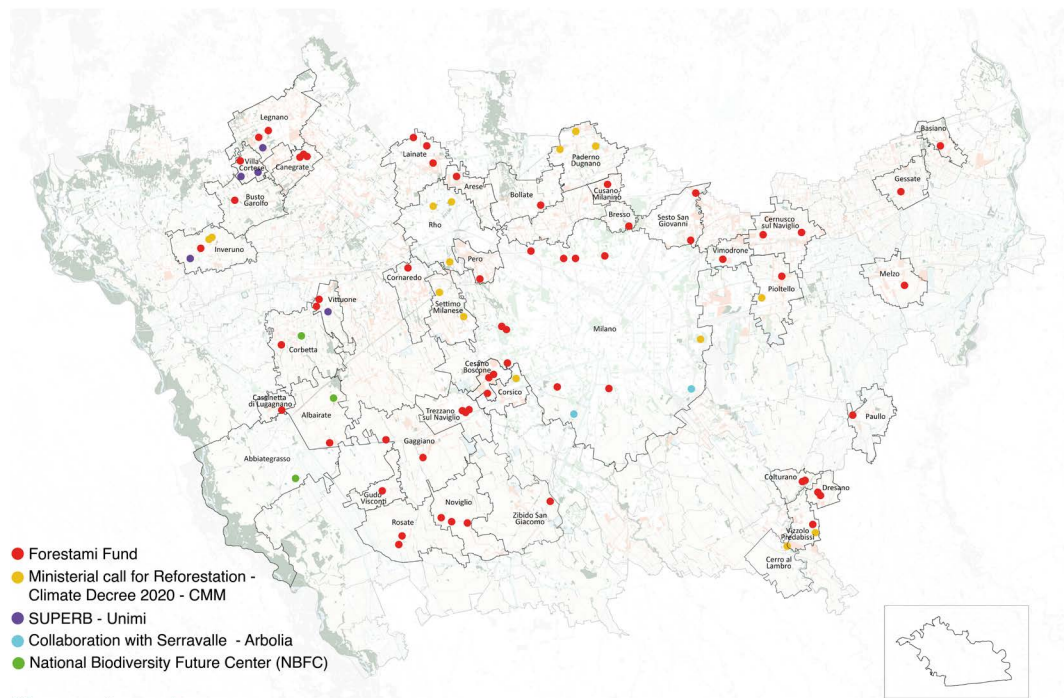 Legnano
Basiano
Villa
Cortese
Canegrate
Lainate
Paderno
Dugnano
Gessate
Arese
Busto
Garolfo
Bollate
Cusano
Milanino
Rho
Bresso
Sesto San
Giovanni
Cernusco
sul Naviglio
Inveruno
Pero
Vimodrone
Cornaredo
Melzo
Pioltello
Vittuone
Settimo
Milanese
Milano
Corbetta
Cesano
Boscone
Corsico
Cassinetta
di Lugagnano
Albairate
Trezzano
sul Naviglio
Paullo
Gaggiano
Abbiategrasso
Colturano
Dresano
Gudo
Visconti
Noviglio
Zibido San
Giacomo
Rosate
Vizzolo
Predabissi
Cerro al
Lambro
Forestami Fund
Ministerial call for Reforestation -
Climate Decree 2020 - CMM
SUPERB - Unimi
Collaboration with Serravalle - Arbolia
National Biodiversity Future Center (NBFC)